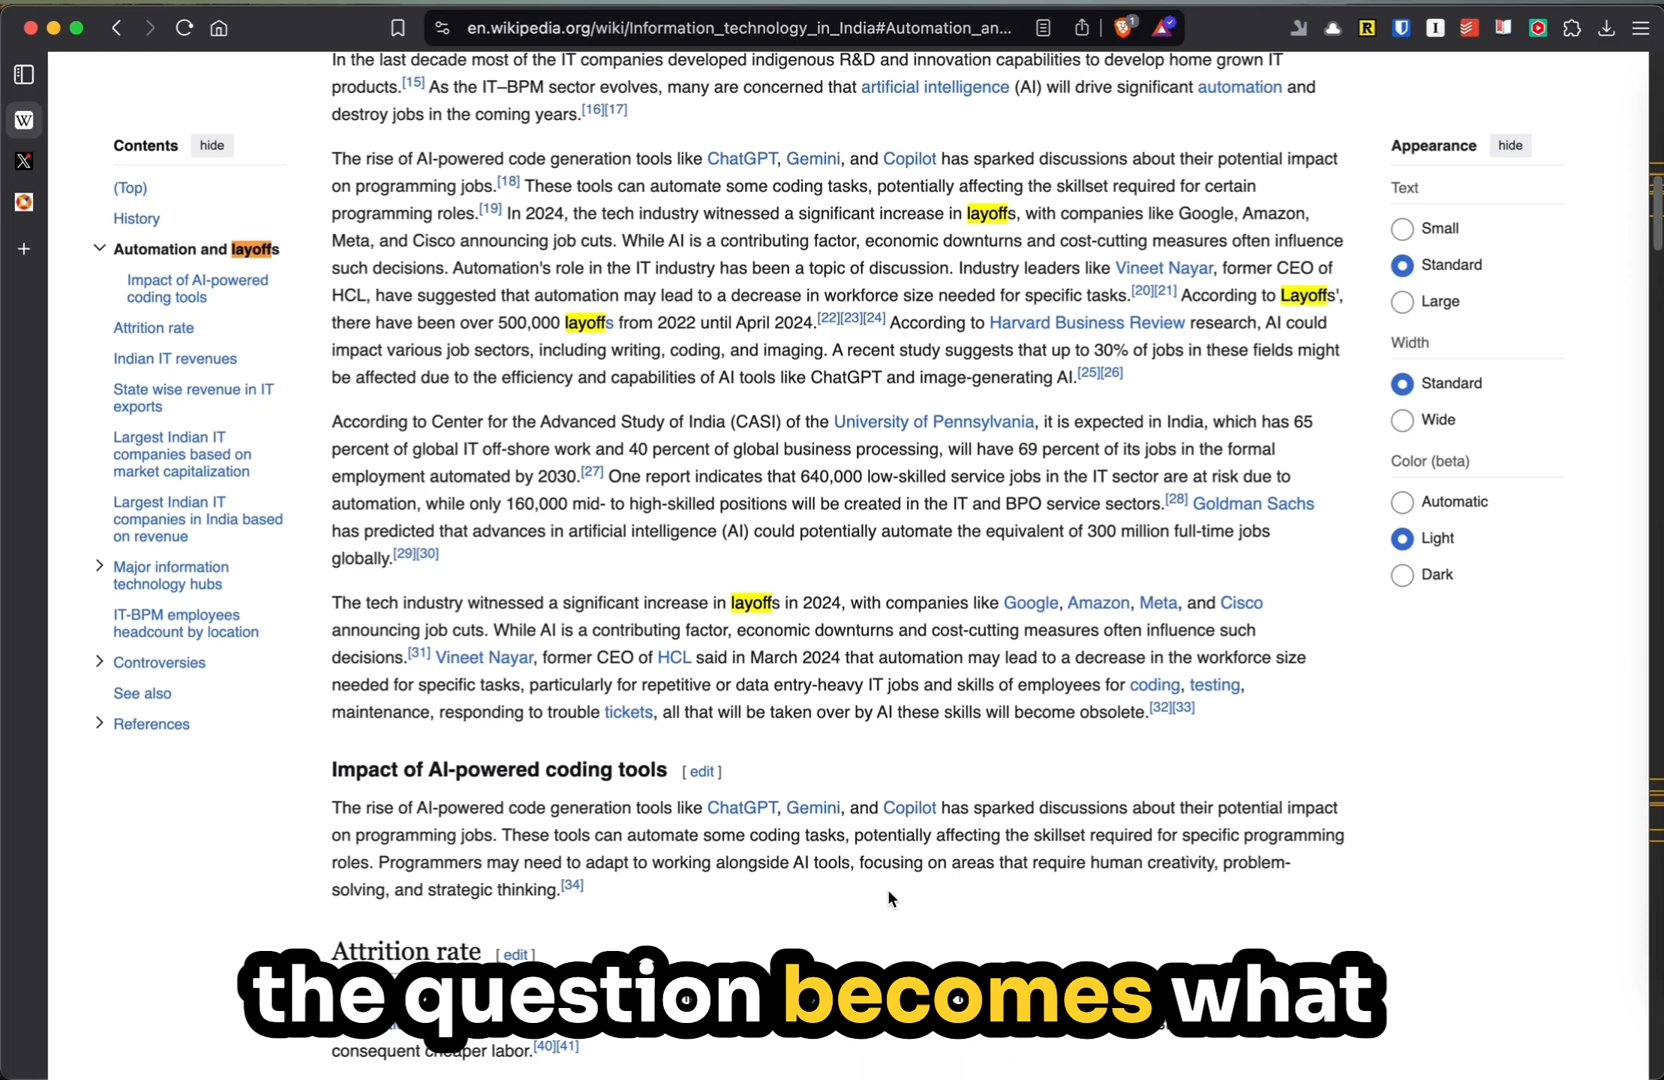 en.wikipedia.org/wiki/Information_technology_in_India#Automation_an...
In the last decade most of the IT companies developed indigenous R&D and innovation capabilities to develop home grown IT
products.[15] As the IT–BPM sector evolves, many are concerned that artificial intelligence (AI) will drive significant automation and
destroy jobs in the coming years.[16][17]
Contents hide
(Top)
History
Automation and layoffs
Impact of AI-powered
coding tools
Attrition rate
Indian IT revenues
State wise revenue in IT
exports
Largest Indian IT
companies based on
market capitalization
Largest Indian IT
companies in India based
on revenue
Major information
technology hubs
IT-BPM employees
headcount by location
Controversies
See also
References
The rise of AI-powered code generation tools like ChatGPT, Gemini, and Copilot has sparked discussions about their potential impact
on programming jobs.[18] These tools can automate some coding tasks, potentially affecting the skillset required for certain
programming roles.[19] In 2024, the tech industry witnessed a significant increase in layoffs, with companies like Google, Amazon,
Meta, and Cisco announcing job cuts. While AI is a contributing factor, economic downturns and cost-cutting measures often influence
such decisions. Automation's role in the IT industry has been a topic of discussion. Industry leaders like Vineet Nayar, former CEO of
HCL, have suggested that automation may lead to a decrease in workforce size needed for specific tasks.[20][21] According to Layoffs',
there have been over 500,000 layoffs from 2022 until April 2024.[22][23][24] According to Harvard Business Review research, AI could
impact various job sectors, including writing, coding, and imaging. A recent study suggests that up to 30% of jobs in these fields might
be affected due to the efficiency and capabilities of AI tools like ChatGPT and image-generating AI.[25][26]
According to Center for the Advanced Study of India (CASI) of the University of Pennsylvania, it is expected in India, which has 65
percent of global IT off-shore work and 40 percent of global business processing, will have 69 percent of its jobs in the formal
employment automated by 2030.[27] One report indicates that 640,000 low-skilled service jobs in the IT sector are at risk due to
automation, while only 160,000 mid- to high-skilled positions will be created in the IT and BPO service sectors.[28] Goldman Sachs
has predicted that advances in artificial intelligence (AI) could potentially automate the equivalent of 300 million full-time jobs
globally.[29][30]
The tech industry witnessed a significant increase in layoffs in 2024, with companies like Google, Amazon, Meta, and Cisco
announcing job cuts. While AI is a contributing factor, economic downturns and cost-cutting measures often influence such
decisions.[31] Vineet Nayar, former CEO of HCL said in March 2024 that automation may lead to a decrease in the workforce size
needed for specific tasks, particularly for repetitive or data entry-heavy IT jobs and skills of employees for coding, testing,
maintenance, responding to trouble tickets, all that will be taken over by AI these skills will become obsolete.[32][33]
Impact of AI-powered coding tools [ edit ]
The rise of AI-powered code generation tools like ChatGPT, Gemini, and Copilot has sparked discussions about their potential impact
on programming jobs. These tools can automate some coding tasks, potentially affecting the skillset required for specific programming
roles. Programmers may need to adapt to working alongside AI tools, focusing on areas that require human creativity, problem-
solving, and strategic thinking.[34]
Attrition rate [ edit ]
the question becomes what
consequent cheaper labor.[40][41]
Appearance hide
Text
Small
Standard
Large
Width
Standard
Wide
Color (beta)
Automatic
Light
Dark